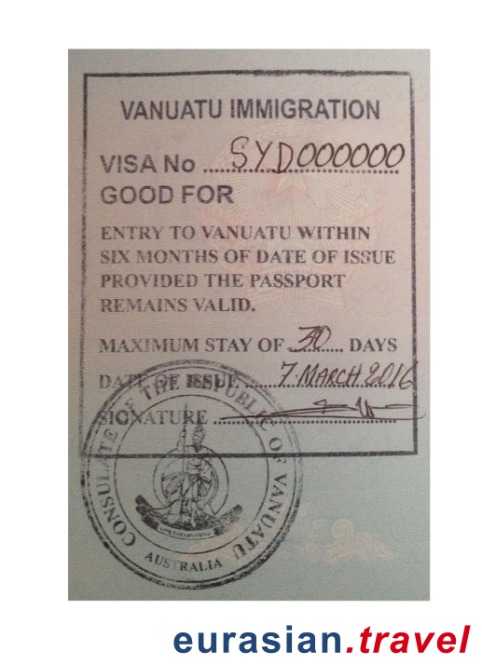 VANUATU IMMIGRATION
VISA No ....SYD000000
GOOD FOR
ENTRY TO VANUATU WITHIN
SIX MONTHS OF DATE OF ISSUE
PROVIDED THE PASSPORT
REMAINS VALID.
MAXIMUM STAY OF 30 DAYS
DATE OF ISSUE ..... 7. MARCH 2016
SIGNATURE
CONSULATE OF THE REPUBLIC OF VANUATU
AUSTRALIA
eurasian.travel